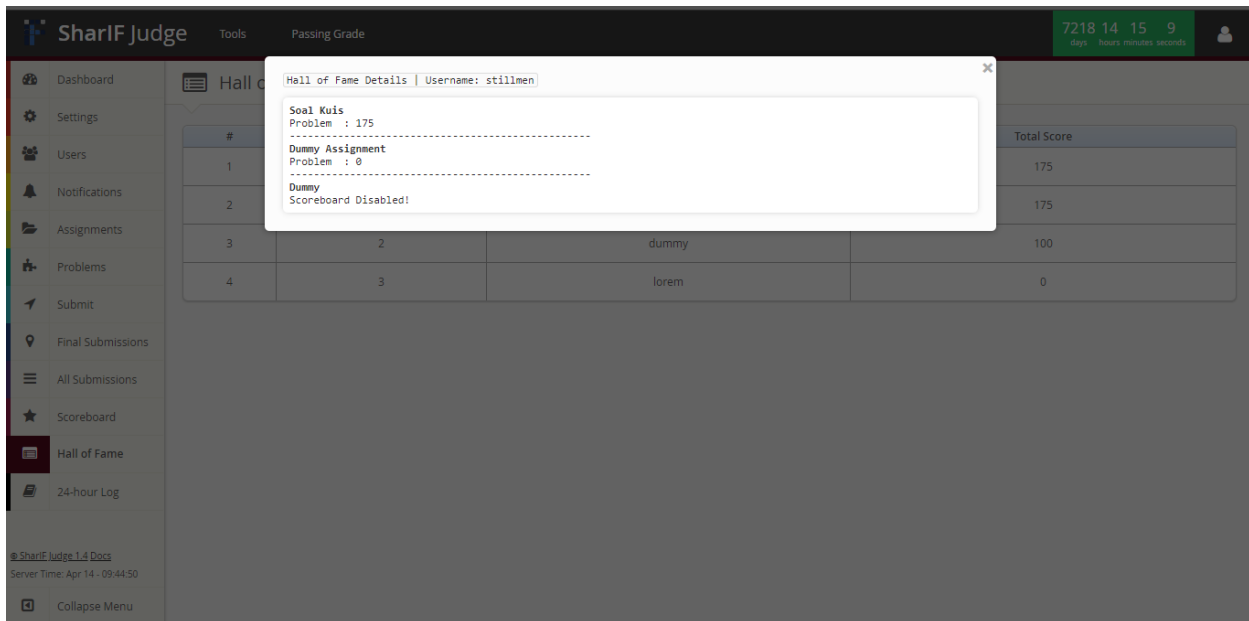 SharIF Judge
Tools
Passing Grade
7218 14 15 9
days hours minutes seconds
Dashboard
Settings
Users
Notifications
Assignments
Problems
Submit
Final Submissions
All Submissions
Scoreboard
Hall of Fame
24-hour Log
© SharIF Judge 1.4 Docs
Server Time: Apr 14 - 09:44:50
Collapse Menu
Hall o
Hall of Fame Details | Username: stillmen
Soal Kuis
Problem : 175
-------------------------------------------------
Dummy Assignment
Problem : 0
-------------------------------------------------
Dummy
Scoreboard Disabled!
# Total Score
1 175
2 175
3 2 dummy 100
4 3 lorem 0